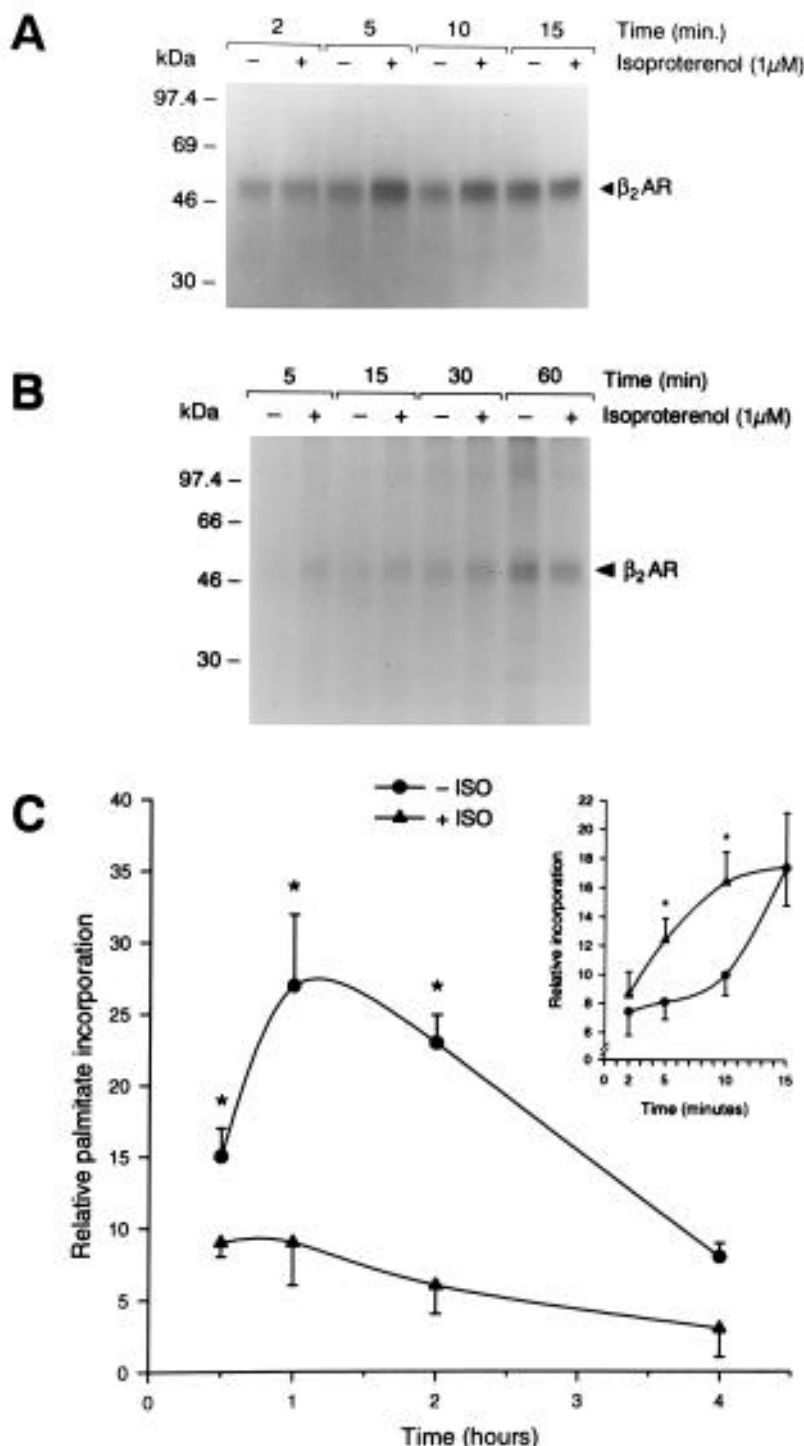 A
2 5 10 15 Time (min.)
kDa − + − + − + − + Isoproterenol (1μM)
97.4 –
69 –
46 –
β₂AR
30 –
B
5 15 30 60 Time (min)
kDa − + − + − + − + Isoproterenol (1μM)
97.4 –
66 –
46 –
β₂AR
30 –
C
– ISO
+ ISO
Relative palmitate incorporation
40
35
30
25
20
15
10
5
0
0 1 2 3 4
Time (hours)
Relative incorporation
22
20
18
16
14
12
10
8
6
0
0 2 5 10 15
Time (minutes)